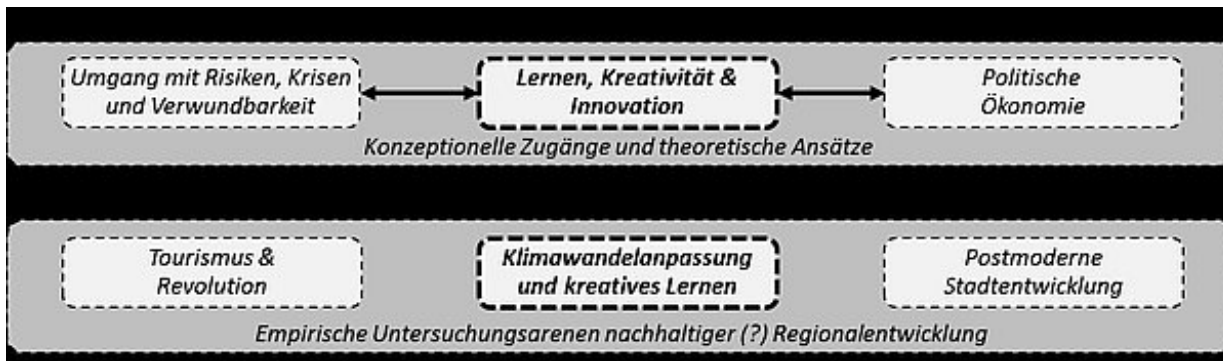 Umgang mit Risiken, Krisen
und Verwundbarkeit
Lernen, Kreativität &
Innovation
Politische
Ökonomie
Konzeptionelle Zugänge und theoretische Ansätze
Tourismus &
Revolution
Klimawandelanpassung
und kreatives Lernen
Postmoderne
Stadtentwicklung
Empirische Untersuchungsarenen nachhaltiger (?) Regionalentwicklung